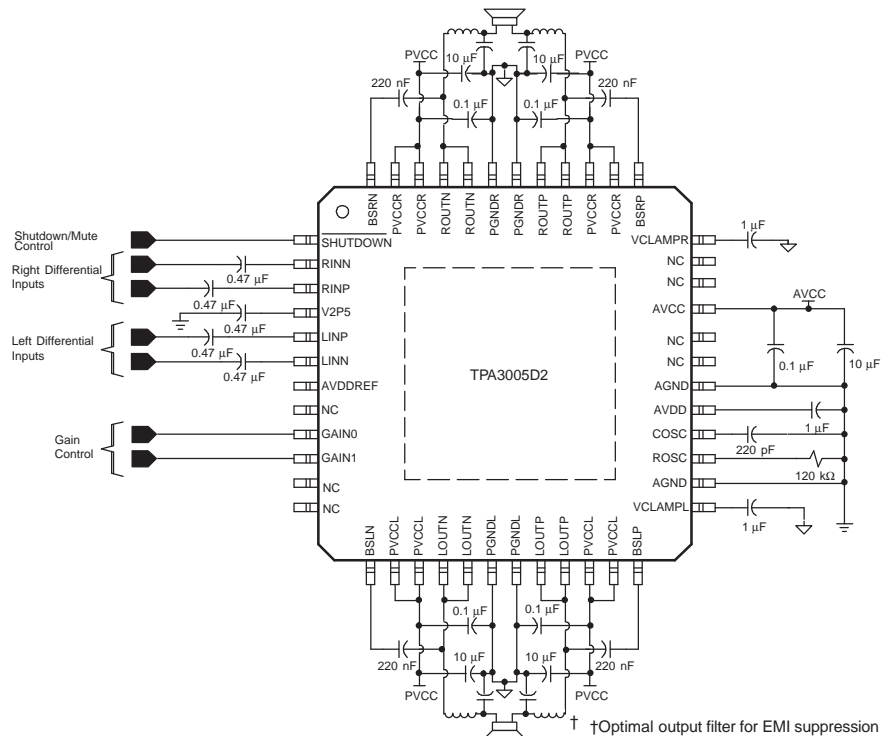 PVCC
10 µF
10 µF
PVCC
220 nF
220 nF
0.1 µF
0.1 µF
BSRN
PVCCR
PVCCR
ROUTN
ROUTN
PGNDR
PGNDR
ROUTP
ROUTP
PVCCR
PVCCR
BSRP
Shutdown/Mute
Control
SHUTDOWN
VCLAMPR
1 µF
Right Differential
Inputs
RINN
NC
0.47 µF
RINP
NC
0.47 µF
0.47 µF
V2P5
AVCC
AVCC
Left Differential
Inputs
LINP
NC
0.47 µF
LINN
NC
0.47 µF
0.1 µF
10 µF
TPA3005D2
AVDDREF
AGND
NC
AVDD
1 µF
Gain
Control
GAIN0
COSC
220 pF
GAIN1
ROSC
120 kΩ
NC
AGND
NC
VCLAMPL
1 µF
BSLN
PVCCL
PVCCL
LOUTN
LOUTN
PGNDL
PGNDL
LOUTP
LOUTP
PVCCL
PVCCL
BSLP
0.1 µF
0.1 µF
220 nF
10 µF
10 µF
220 nF
PVCC
PVCC
†
†Optimal output filter for EMI suppression